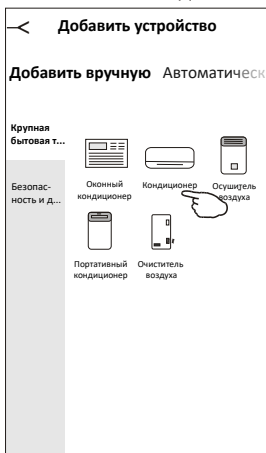 Добавить устройство
Добавить вручную Автоматическ
Крупная
бытовая т...
Безопас-
ность и д...
Оконный
кондиционер
Кондиционер
Осушитель
воздуха
Портативный
кондиционер
Очиститель
воздуха